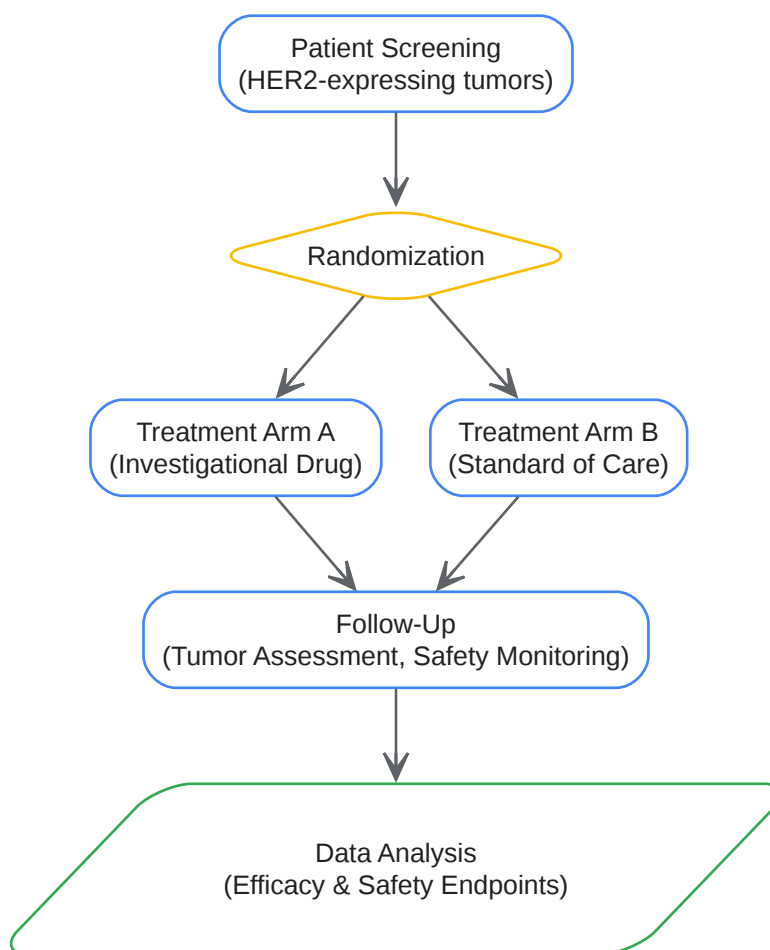 Patient Screening
(HER2-expressing tumors)
Randomization
Treatment Arm A
(Investigational Drug)
Treatment Arm B
(Standard of Care)
Follow-Up
(Tumor Assessment, Safety Monitoring)
Data Analysis
(Efficacy & Safety Endpoints)